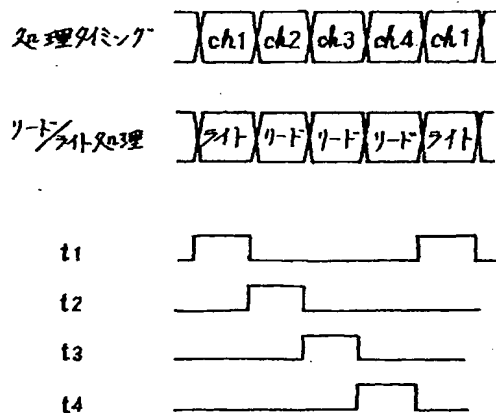 処理タイミング ch1 ch2 ch3 ch4 ch1
リード/ライト処理 ライト リード リード リード ライト
t1
t2
t3
t4